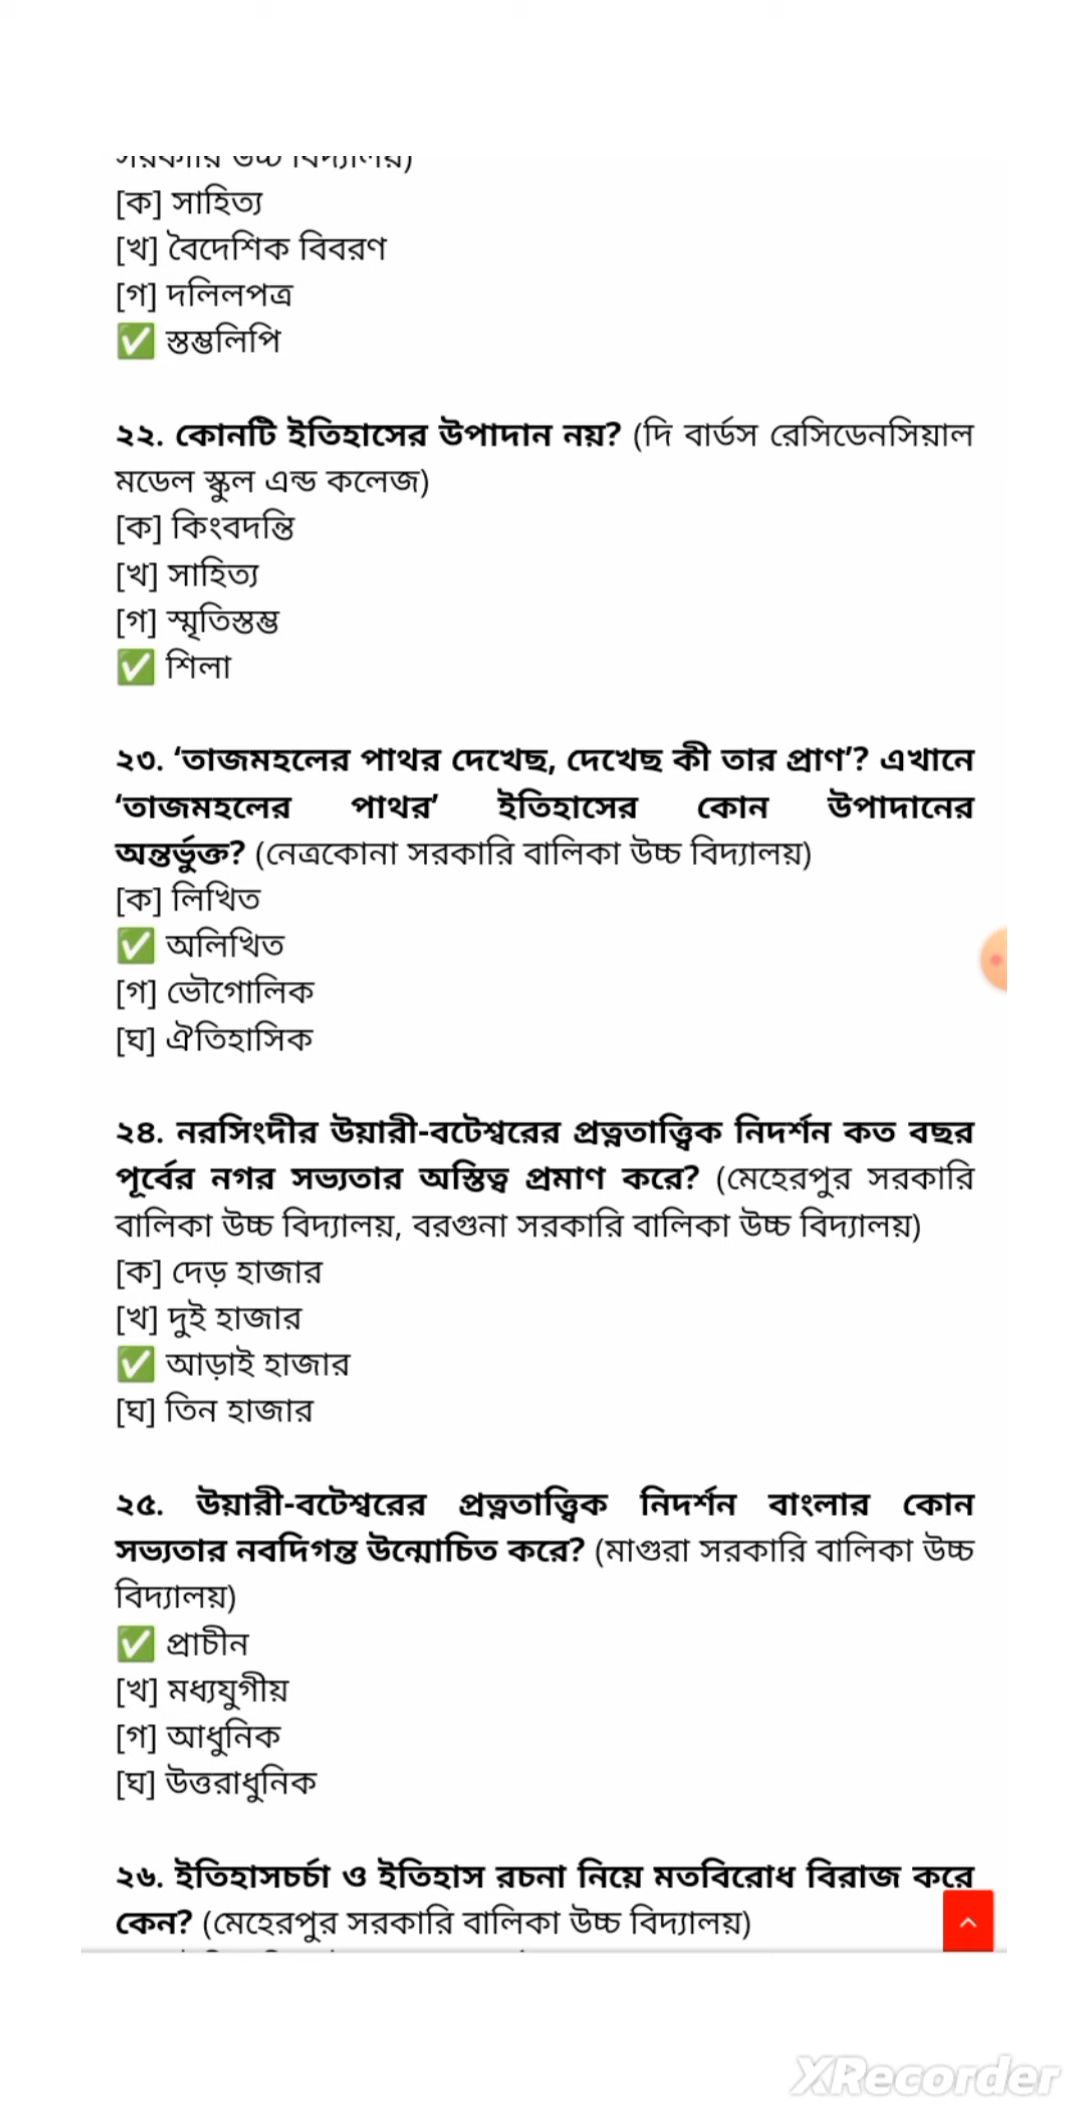 [ক] সাহিত্য
[খ] বৈদেশিক বিবরণ
[গ] দলিলপত্র
✅ স্তম্ভলিপি
২২. কোনটি ইতিহাসের উপাদান নয়? (দি বার্ডস রেসিডেনসিয়াল
মডেল স্কুল এন্ড কলেজ)
[ক] কিংবদন্তি
[খ] সাহিত্য
[গ] স্মৃতিস্তম্ভ
✅ শিলা
২৩. ‘তাজমহলের পাথর দেখেছ, দেখেছ কী তার প্রাণ’? এখানে
‘তাজমহলের পাথর’ ইতিহাসের কোন উপাদানের
অন্তর্ভুক্ত? (নেত্রকোনা সরকারি বালিকা উচ্চ বিদ্যালয়)
[ক] লিখিত
✅ অলিখিত
[গ] ভৌগোলিক
[ঘ] ঐতিহাসিক
২৪. নরসিংদীর উয়ারী-বটেশ্বরের প্রত্নতাত্ত্বিক নিদর্শন কত বছর
পূর্বের নগর সভ্যতার অস্তিত্ব প্রমাণ করে? (মেহেরপুর সরকারি
বালিকা উচ্চ বিদ্যালয়, বরগুনা সরকারি বালিকা উচ্চ বিদ্যালয়)
[ক] দেড় হাজার
[খ] দুই হাজার
✅ আড়াই হাজার
[ঘ] তিন হাজার
২৫. উয়ারী-বটেশ্বরের প্রত্নতাত্ত্বিক নিদর্শন বাংলার কোন
সভ্যতার নবদিগন্ত উন্মোচিত করে? (মাগুরা সরকারি বালিকা উচ্চ
বিদ্যালয়)
✅ প্রাচীন
[খ] মধ্যযুগীয়
[গ] আধুনিক
[ঘ] উত্তরাধুনিক
২৬. ইতিহাসচর্চা ও ইতিহাস রচনা নিয়ে মতবিরোধ বিরাজ করে
কেন? (মেহেরপুর সরকারি বালিকা উচ্চ বিদ্যালয়)
XRecorder